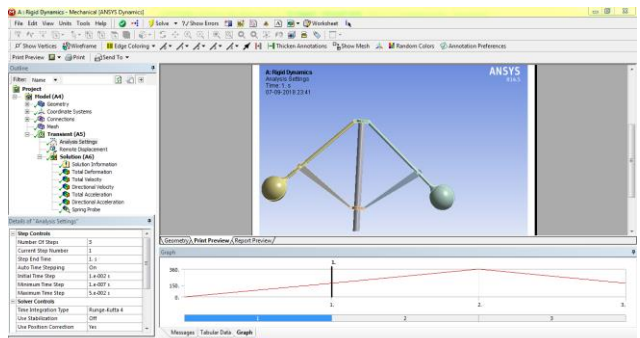 A : Rigid Dynamics - Mechanical [ANSYS Dynamics]
File Edit View Units Tools Help Solve Show Errors Worksheet
Show Vertices Wireframe Edge Coloring Thicken Annotations Show Mesh Random Colors Annotation Preferences
Print Preview Print Send To
Outline
Filter: Name
Project
Model (A4)
Geometry
Coordinate Systems
Connections
Mesh
Transient (A5)
Analysis Settings
Remote Displacement
Solution (A6)
Solution Information
Total Deformation
Total Velocity
Directional Velocity
Total Acceleration
Directional Acceleration
Spring Probe
Details of "Analysis Settings"
Step Controls
Number Of Steps 3
Current Step Number 1
Step End Time 1. s
Auto Time Stepping On
Initial Time Step 1.e-002 s
Minimum Time Step 1.e-007 s
Maximum Time Step 5.e-002 s
Solver Controls
Time Integration Type Runge-Kutta 4
Use Stabilization Off
Use Position Correction Yes
A: Rigid Dynamics
Analysis Settings
Time: 1. s
07-09-2018 23:41
ANSYS
Geometry Print Preview Report Preview
Graph
1.
300.
150.
0.
1. 2. 3.
1 2 3
Messages Tabular Data Graph